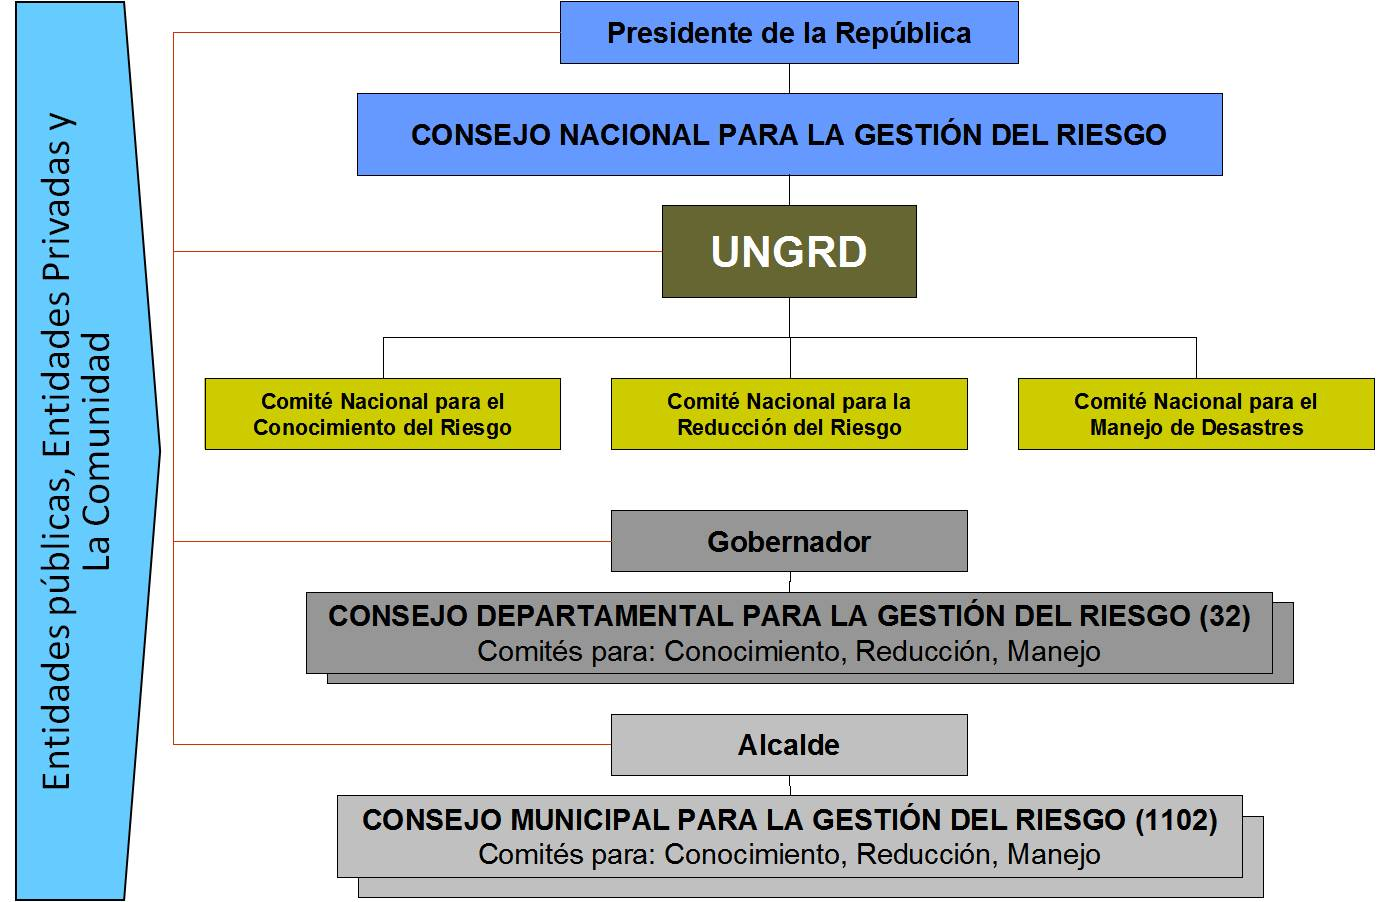 Entidades públicas, Entidades Privadas y
La Comunidad
Presidente de la República
CONSEJO NACIONAL PARA LA GESTIÓN DEL RIESGO
UNGRD
Comité Nacional para el
Conocimiento del Riesgo
Comité Nacional para la
Reducción del Riesgo
Comité Nacional para el
Manejo de Desastres
Gobernador
CONSEJO DEPARTAMENTAL PARA LA GESTIÓN DEL RIESGO (32)
Comités para: Conocimiento, Reducción, Manejo
Alcalde
CONSEJO MUNICIPAL PARA LA GESTIÓN DEL RIESGO (1102)
Comités para: Conocimiento, Reducción, Manejo